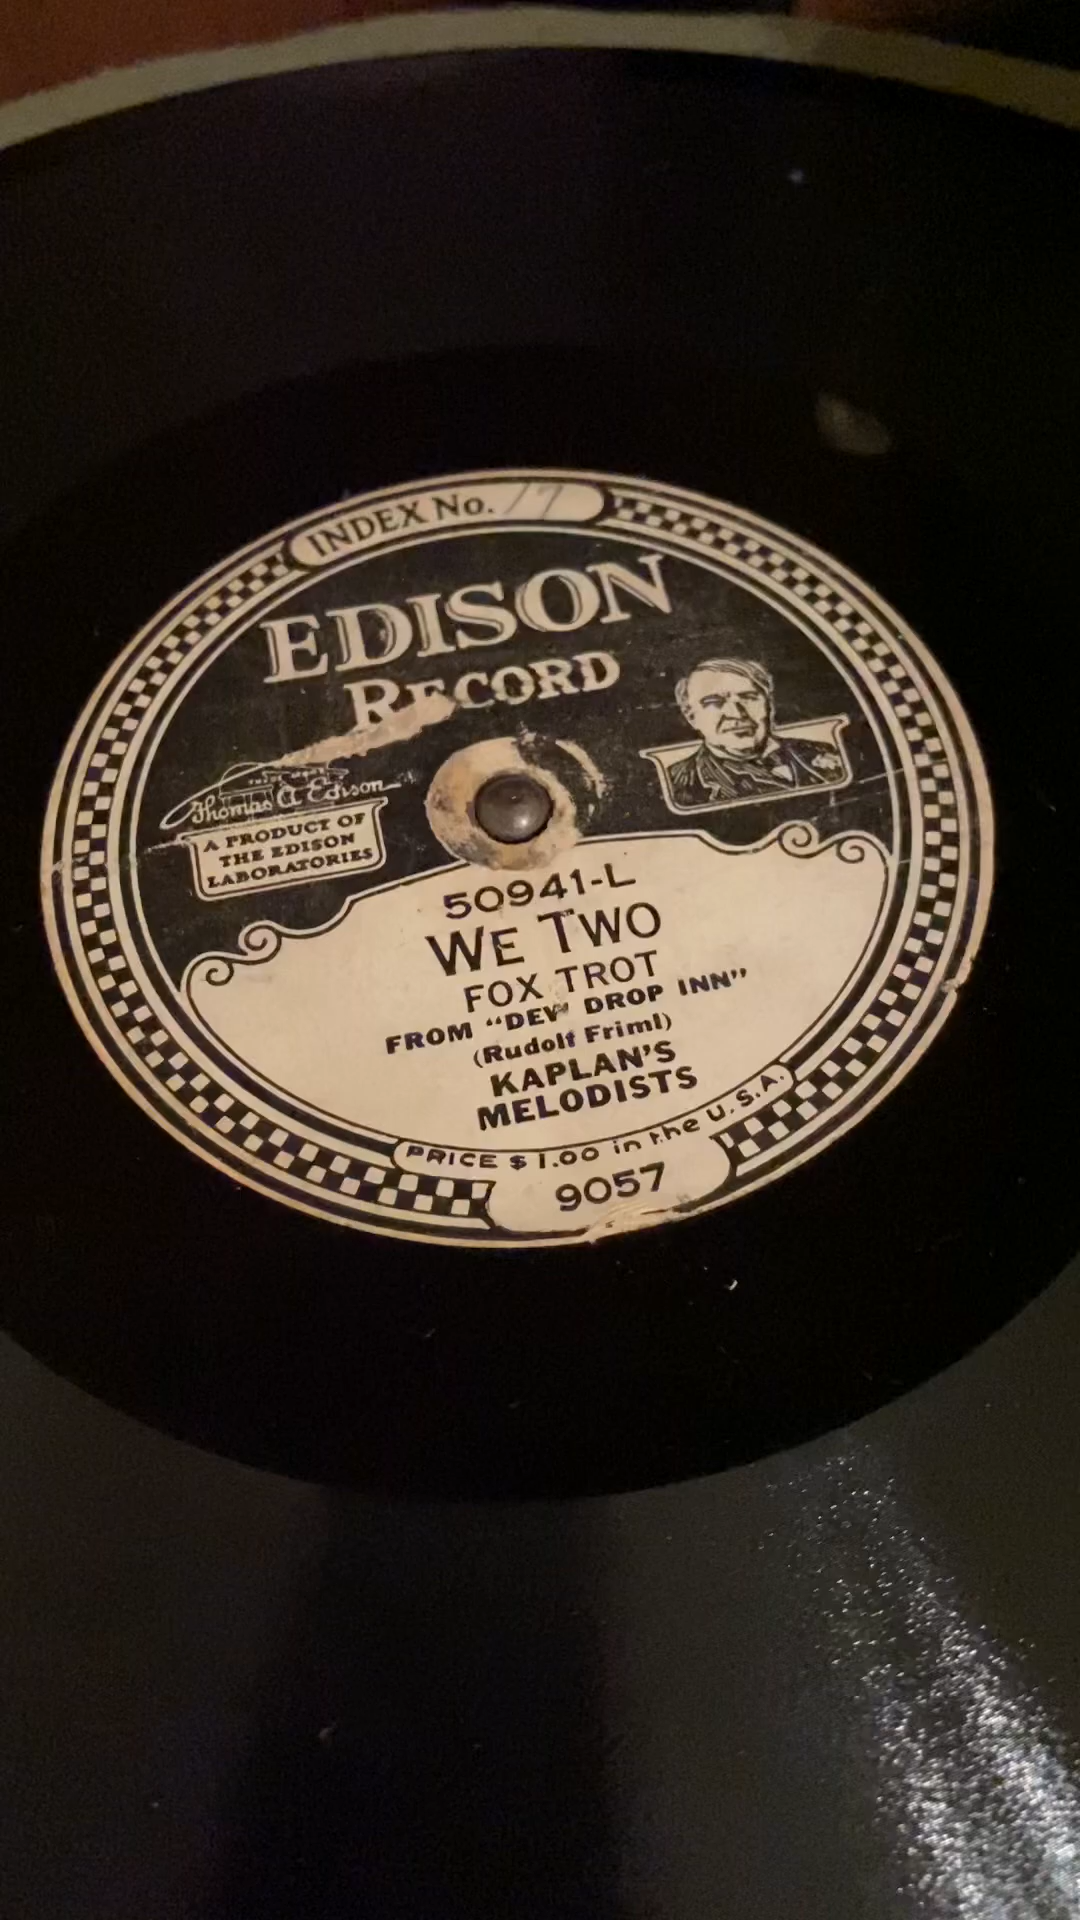 INDEX No. 17
EDISON
RECORD
Thomas A Edison
A PRODUCT OF
THE EDISON
LABORATORIES
50941-L
WE TWO
FOX TROT
FROM "DEW DROP INN"
(Rudolf Friml)
KAPLAN'S
MELODISTS
PRICE $1.00 in the U.S.A.
9057